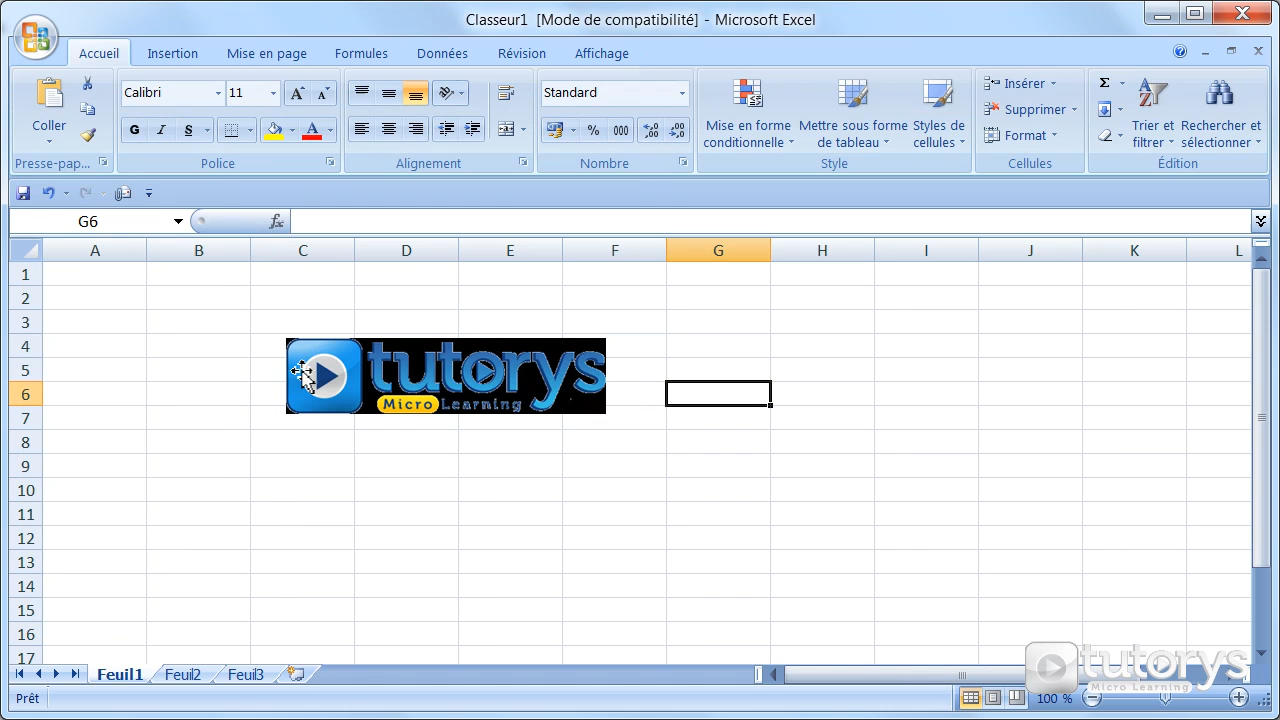 Classeur1 [Mode de compatibilité] - Microsoft Excel
Accueil Insertion Mise en page Formules Données Révision Affichage
Coller
Presse-pap...
Calibri 11
G I S A A
Police
Alignement
Standard
% 000 ,0 ,00 ,00 ,0
Nombre
Mise en forme conditionnelle
Mettre sous forme de tableau
Styles de cellules
Style
Insérer
Supprimer
Format
Cellules
Σ
Trier et filtrer
Rechercher et sélectionner
Édition
G6 fx
A B C D E F G H I J K L
1
2
3
4
5
6
7
8
9
10
11
12
13
14
15
16
17
tutorys
Micro Learning
Feuil1 Feuil2 Feuil3
Prêt
100 %
tutorys
Micro Learning